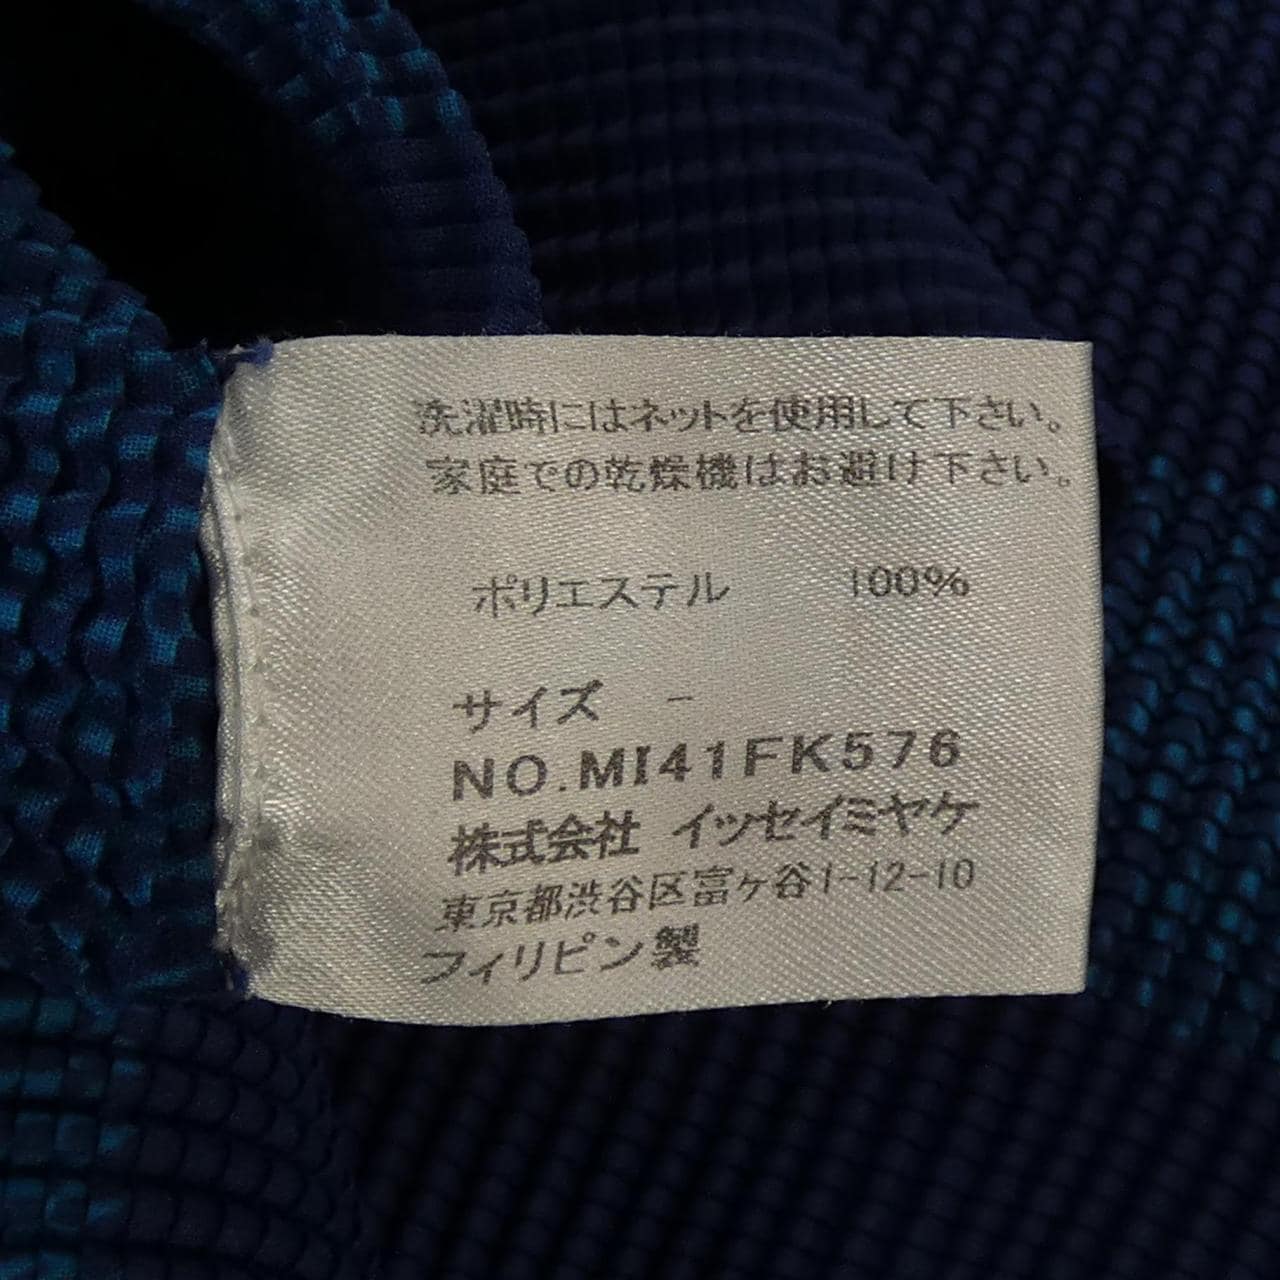 洗濯時にはネットを使用して下さい。
家庭での乾燥機はお避け下さい。
ポリエステル 100%
サイズ -
NO.MI41FK576
株式会社 イッセイミヤケ
東京都渋谷区富ヶ谷1-12-10
フィリピン製